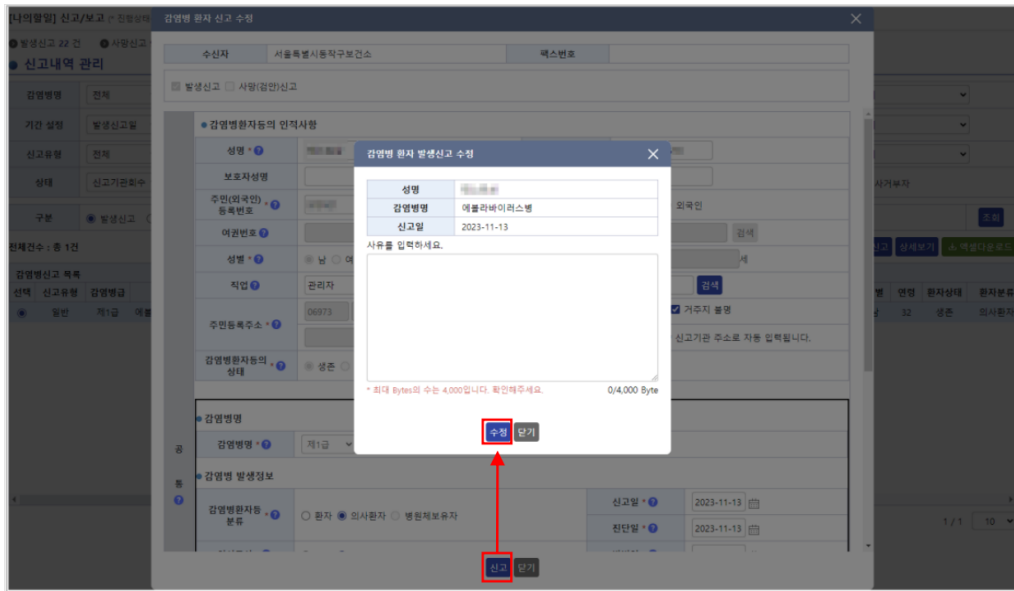 [나의할일] 신고/보고
감염병 환자 신고 수정
발생신고 22 건 사망신고
신고내역 관리
수신자 서울특별시동작구보건소 팩스번호
발생신고 사망(검안)신고
감염병명 전체
기간 설정 발생신고일
신고유형 전체
상태 신고기관회수
구분 발생신고
조회
전체건수 : 총 1건
신고 상세보기 엑셀다운로드
감염병신고 목록
선택 신고유형 감염병급
연령 환자상태 환자분류
일반 제1급
32 생존 의사환자
감염병환자등의 인적사항
성명 *
보호자성명
주민(외국인) 등록번호 *
외국인
여권번호
검색
성별 * 남
세
직업 관리자
검색
주민등록주소 * 06973
거주지 불명
신고기관 주소로 자동 입력됩니다.
감염병환자등의 상태 * 생존
감염병 환자 발생신고 수정
성명
감염병명 에볼라바이러스병
신고일 2023-11-13
사유를 입력하세요.
* 최대 Bytes의 수는 4,000입니다. 확인해주세요. 0/4,000 Byte
수정 닫기
공통
감염병명
감염병명 * 제1급
감염병 발생정보
감염병환자등 분류 * 환자 의사환자 병원체보유자
신고일 * 2023-11-13
진단일 * 2023-11-13
1 / 1 10
신고 닫기